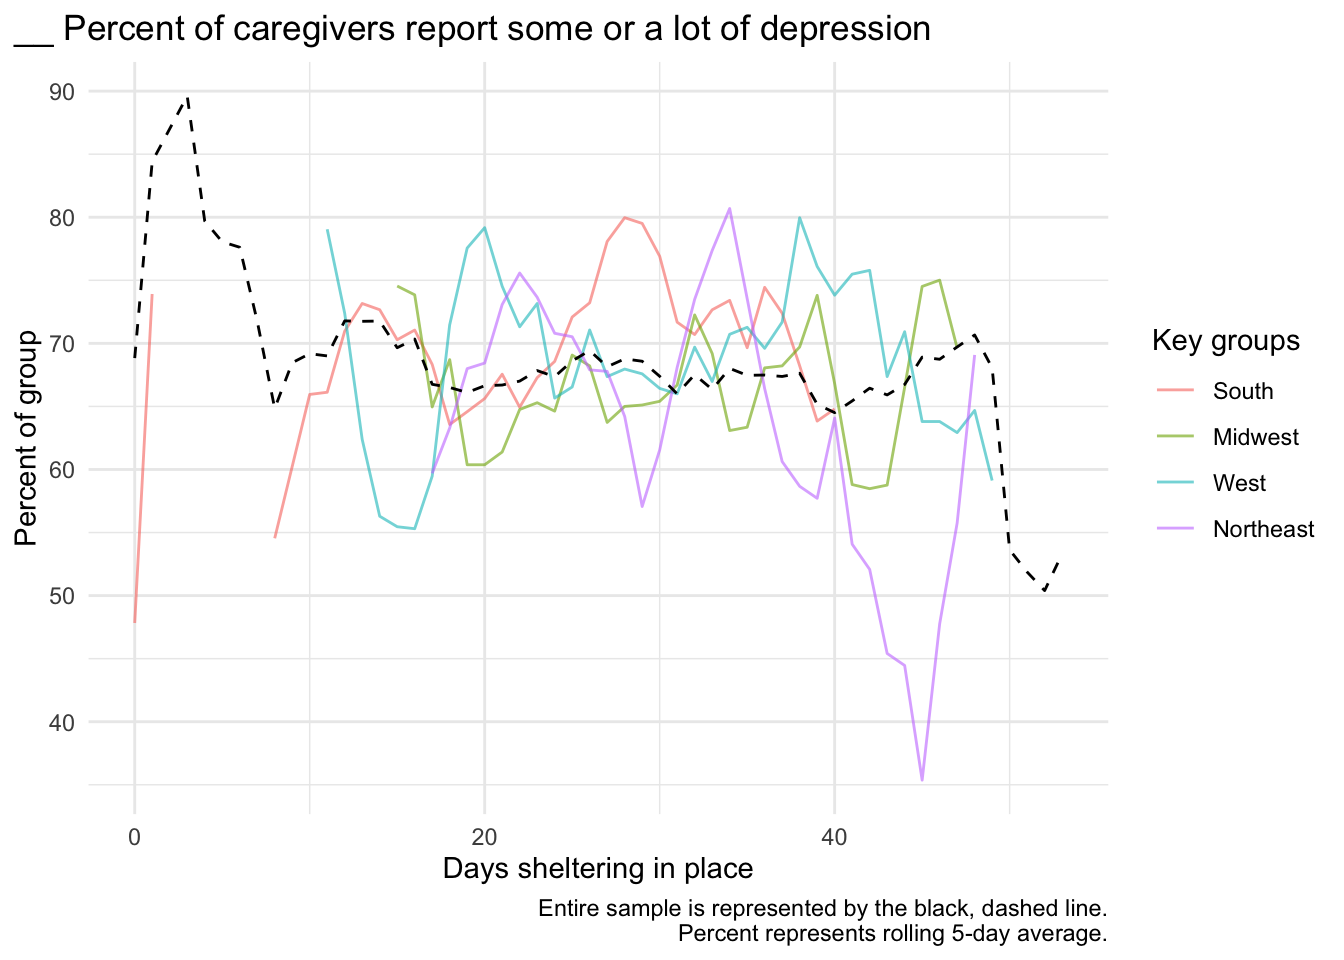 __ Percent of caregivers report some or a lot of depression
Percent of group
90
80
70
60
50
40
0
20
40
Days sheltering in place
Key groups
South
Midwest
West
Northeast
Entire sample is represented by the black, dashed line.
Percent represents rolling 5-day average.